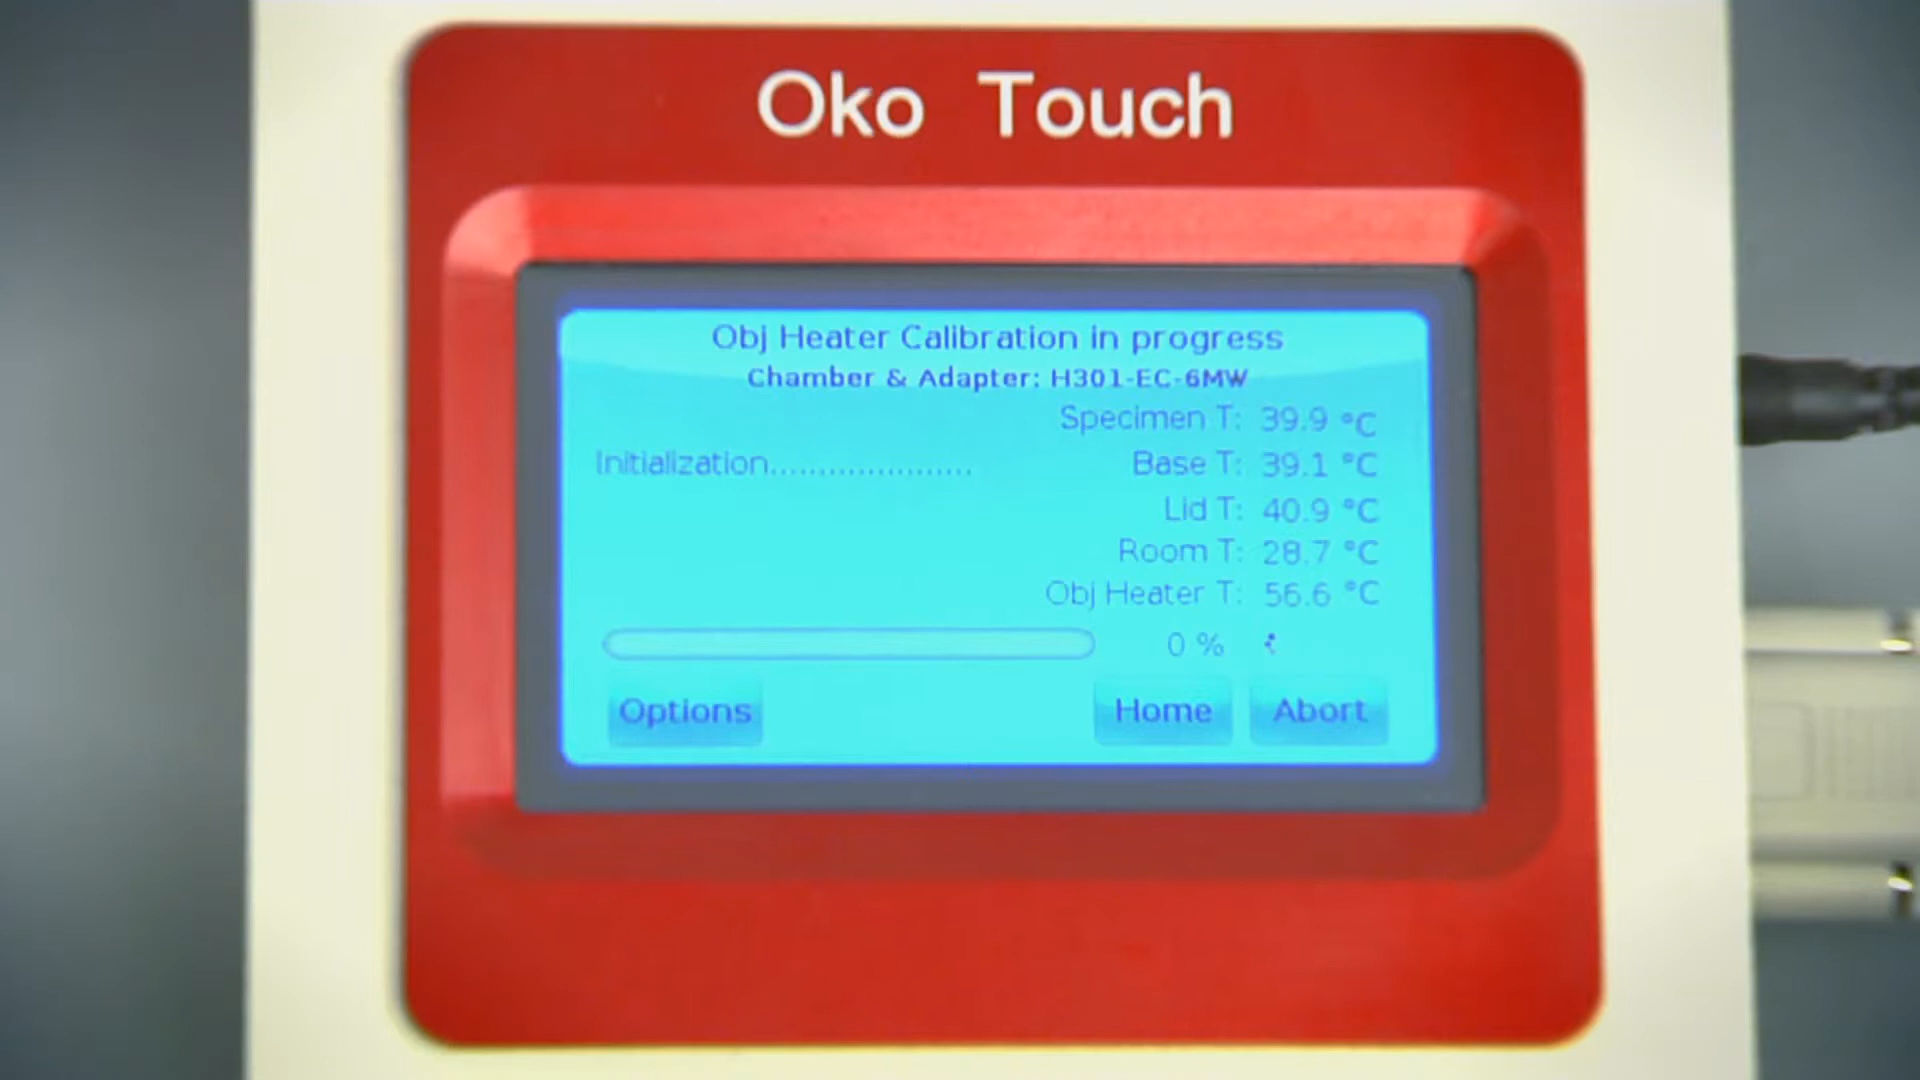 Oko Touch
Obj Heater Calibration in progress
Chamber & Adapter: H301-EC-6MW
Specimen T: 39.9 °C
Initialization..................... Base T: 39.1 °C
Lid T: 40.9 °C
Room T: 28.7 °C
Obj Heater T: 56.6 °C
0 %
Options Home Abort